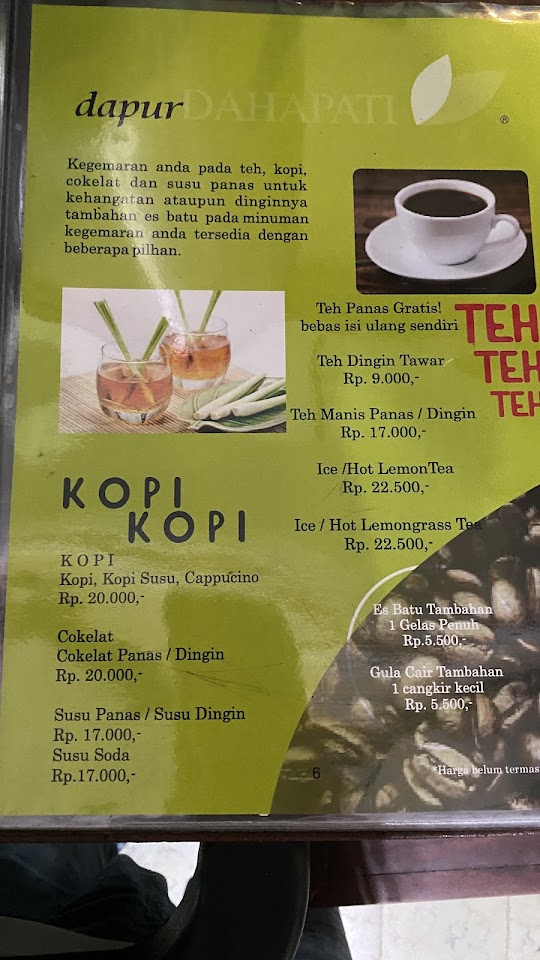 dapur DAHAPATI
®
Kegemaran anda pada teh, kopi,
cokelat dan susu panas untuk
kehangatan ataupun dinginnya
tambahan es batu pada minuman
kegemaran anda tersedia dengan
beberapa pilhan.
Teh Panas Gratis!
bebas isi ulang sendiri
TEH
TEH
TEH
Teh Dingin Tawar
Rp. 9.000,-
Teh Manis Panas / Dingin
Rp. 17.000,-
Ice /Hot LemonTea
Rp. 22.500,-
Ice / Hot Lemongrass Tea
Rp. 22.500,-
KOPI
KOPI
KOPI
Kopi, Kopi Susu, Cappucino
Rp. 20.000,-
Cokelat
Cokelat Panas / Dingin
Rp. 20.000,-
Susu Panas / Susu Dingin
Rp. 17.000,-
Susu Soda
Rp.17.000,-
Es Batu Tambahan
1 Gelas Penuh
Rp.5.500,-
Gula Cair Tambahan
1 cangkir kecil
Rp. 5.500,-
6
*Harga belum termas